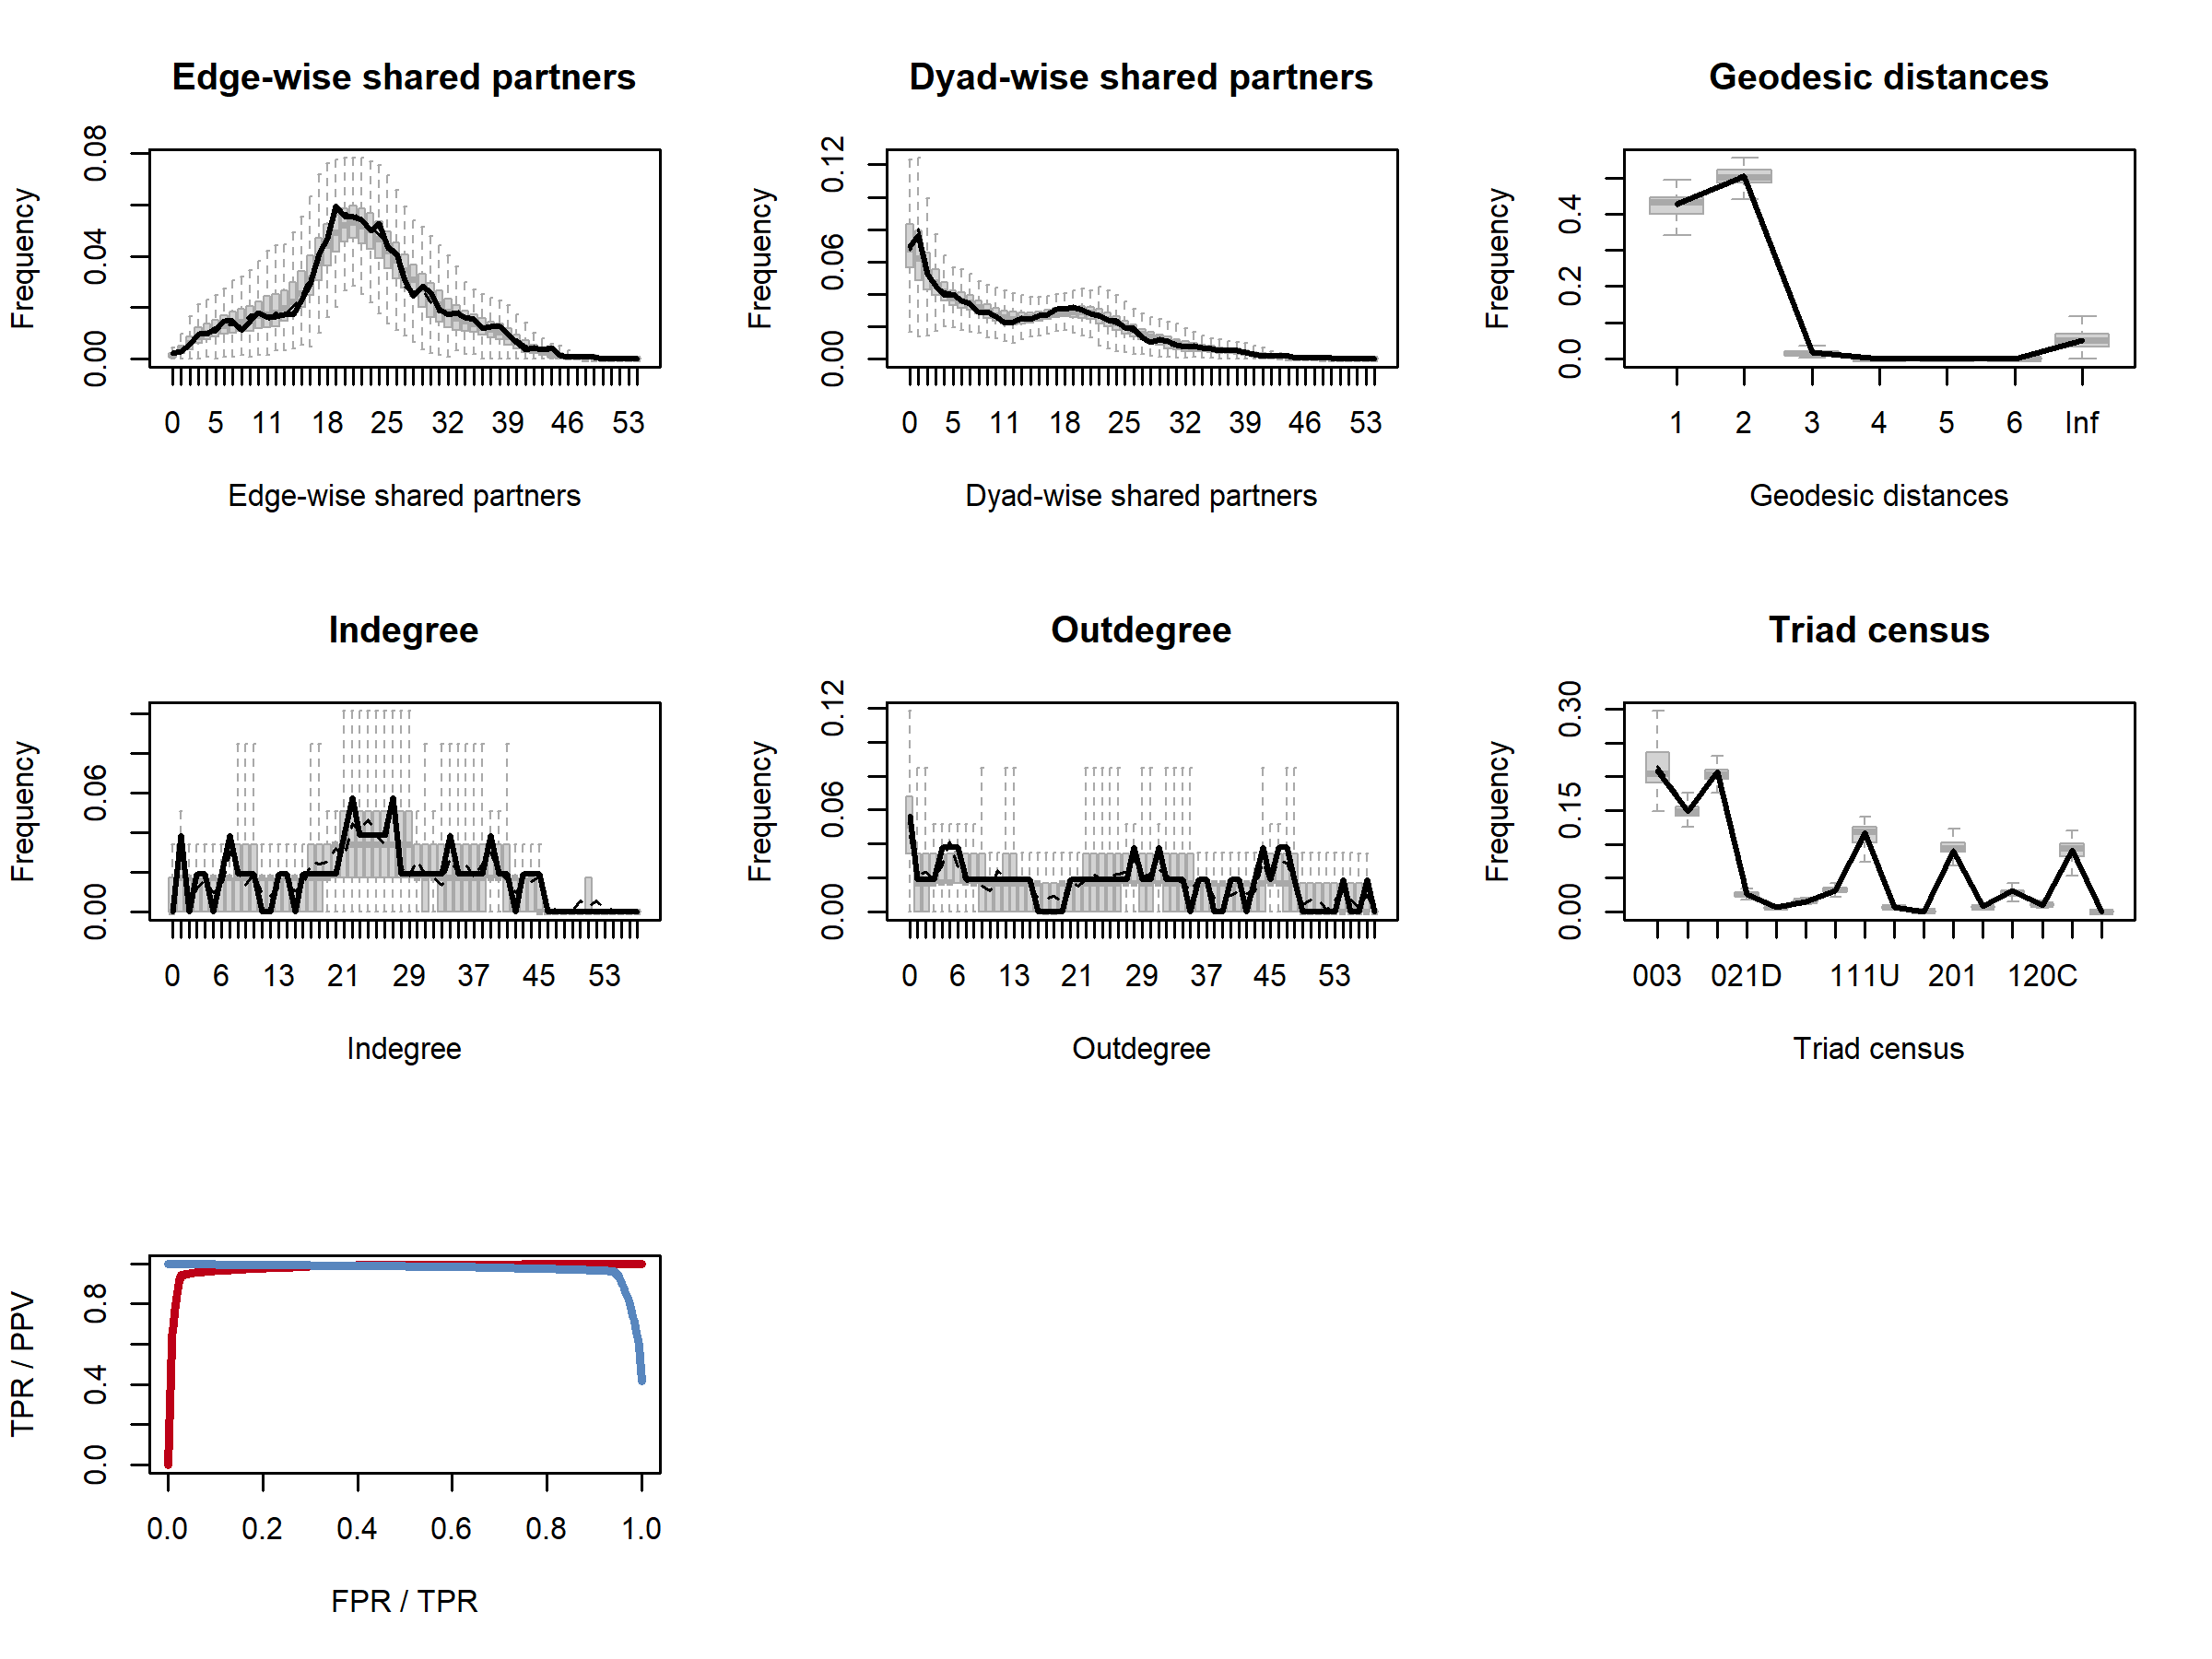 Edge-wise shared partners
Frequency
0.00 0.04 0.08
0 5 11 18 25 32 39 46 53
Edge-wise shared partners
Dyad-wise shared partners
Frequency
0.00 0.06 0.12
0 5 11 18 25 32 39 46 53
Dyad-wise shared partners
Geodesic distances
Frequency
0.0 0.2 0.4
1 2 3 4 5 6 Inf
Geodesic distances
Indegree
Frequency
0.00 0.06
0 6 13 21 29 37 45 53
Indegree
Outdegree
Frequency
0.00 0.06 0.12
0 6 13 21 29 37 45 53
Outdegree
Triad census
Frequency
0.00 0.15 0.30
003 021D 111U 201 120C
Triad census
TPR / PPV
0.0 0.4 0.8
0.0 0.2 0.4 0.6 0.8 1.0
FPR / TPR